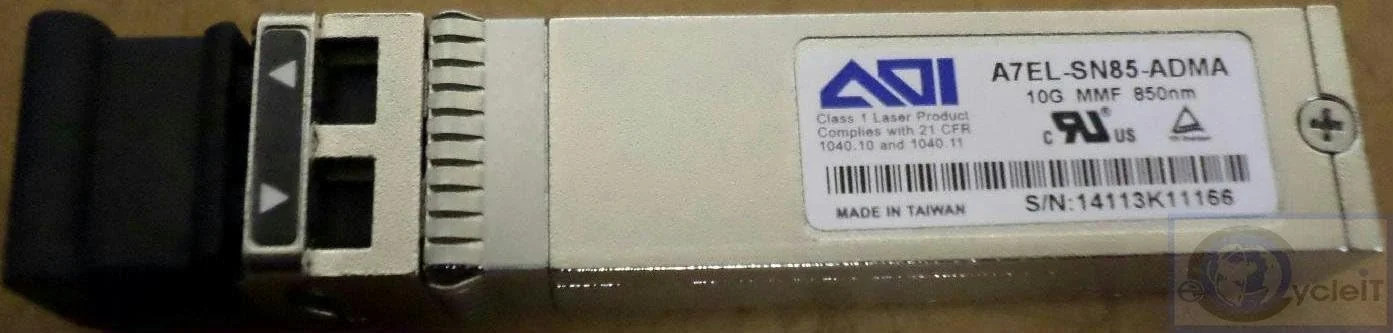 AOI
A7EL-SN85-ADMA
10G MMF 850nm
Class 1 Laser Product
Complies with 21 CFR
1040.10 and 1040.11
c RU® US
MADE IN TAIWAN
S/N:14113K11166
ecycleiT